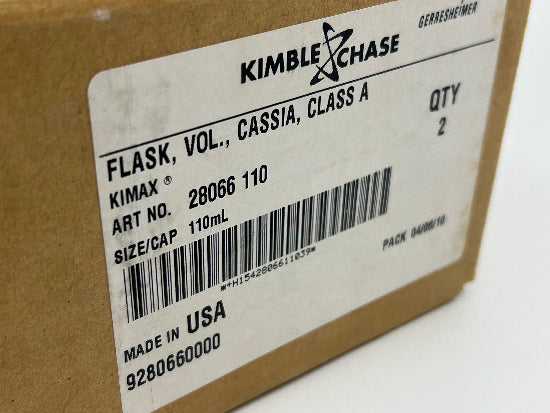 KIMBLE CHASE
GERRESHEIMER
FLASK, VOL., CASSIA, CLASS A
QTY
2
KIMAX ®
ART NO. 28066 110
SIZE/CAP 110mL
*+H1542806611039*
PACK 04/06/10
MADE IN USA
9280660000